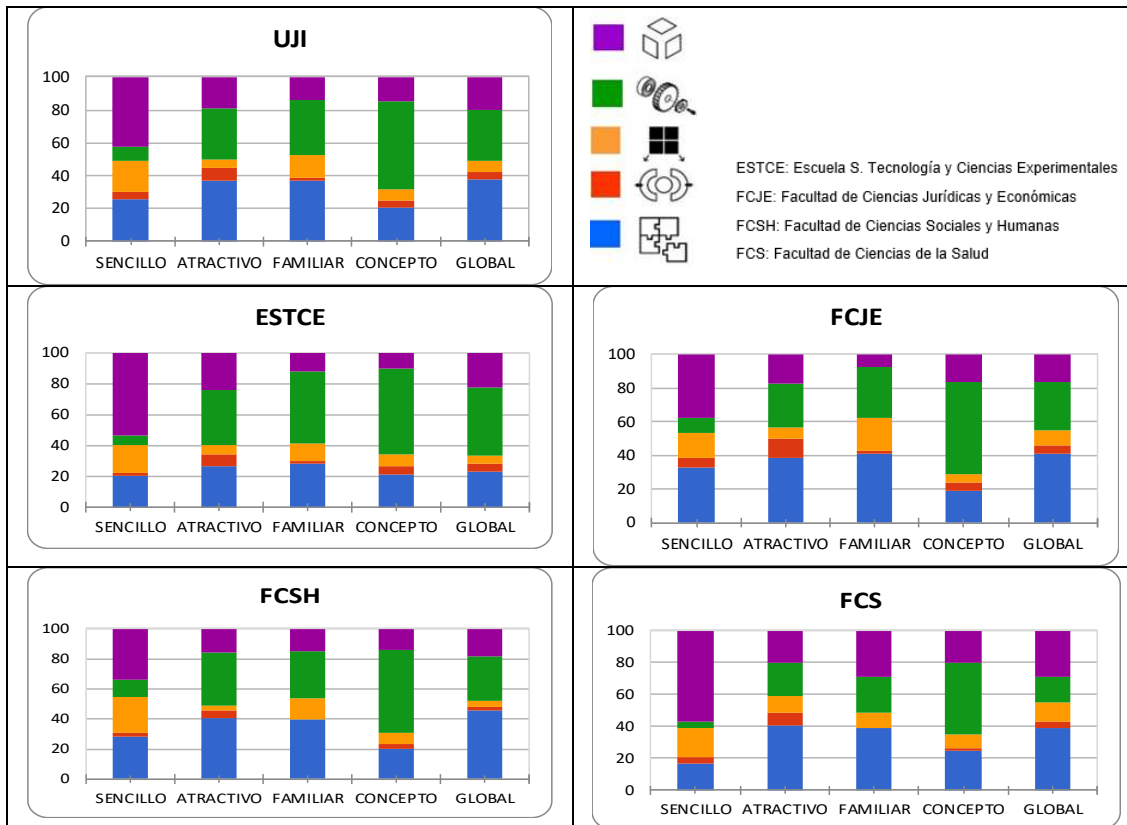 UJI
100
80
60
40
20
0
SENCILLO ATRACTIVO FAMILIAR CONCEPTO GLOBAL
ESTCE: Escuela S. Tecnología y Ciencias Experimentales
FCJE: Facultad de Ciencias Jurídicas y Económicas
FCSH: Facultad de Ciencias Sociales y Humanas
FCS: Facultad de Ciencias de la Salud
ESTCE
100
80
60
40
20
0
SENCILLO ATRACTIVO FAMILIAR CONCEPTO GLOBAL
FCJE
100
80
60
40
20
0
SENCILLO ATRACTIVO FAMILIAR CONCEPTO GLOBAL
FCSH
100
80
60
40
20
0
SENCILLO ATRACTIVO FAMILIAR CONCEPTO GLOBAL
FCS
100
80
60
40
20
0
SENCILLO ATRACTIVO FAMILIAR CONCEPTO GLOBAL